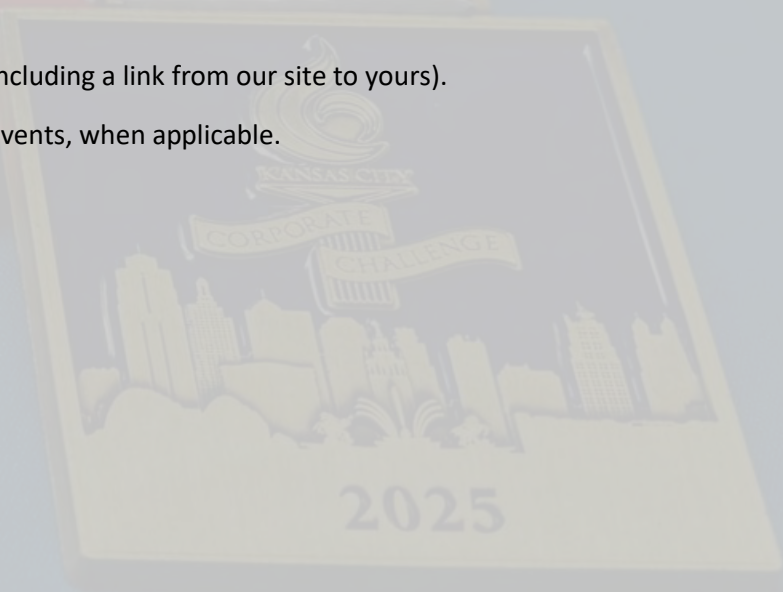 ncluding a link from our site to yours).
vents, when applicable.
KANSAS CITY
CORPORATE
CHALLENGE
2025